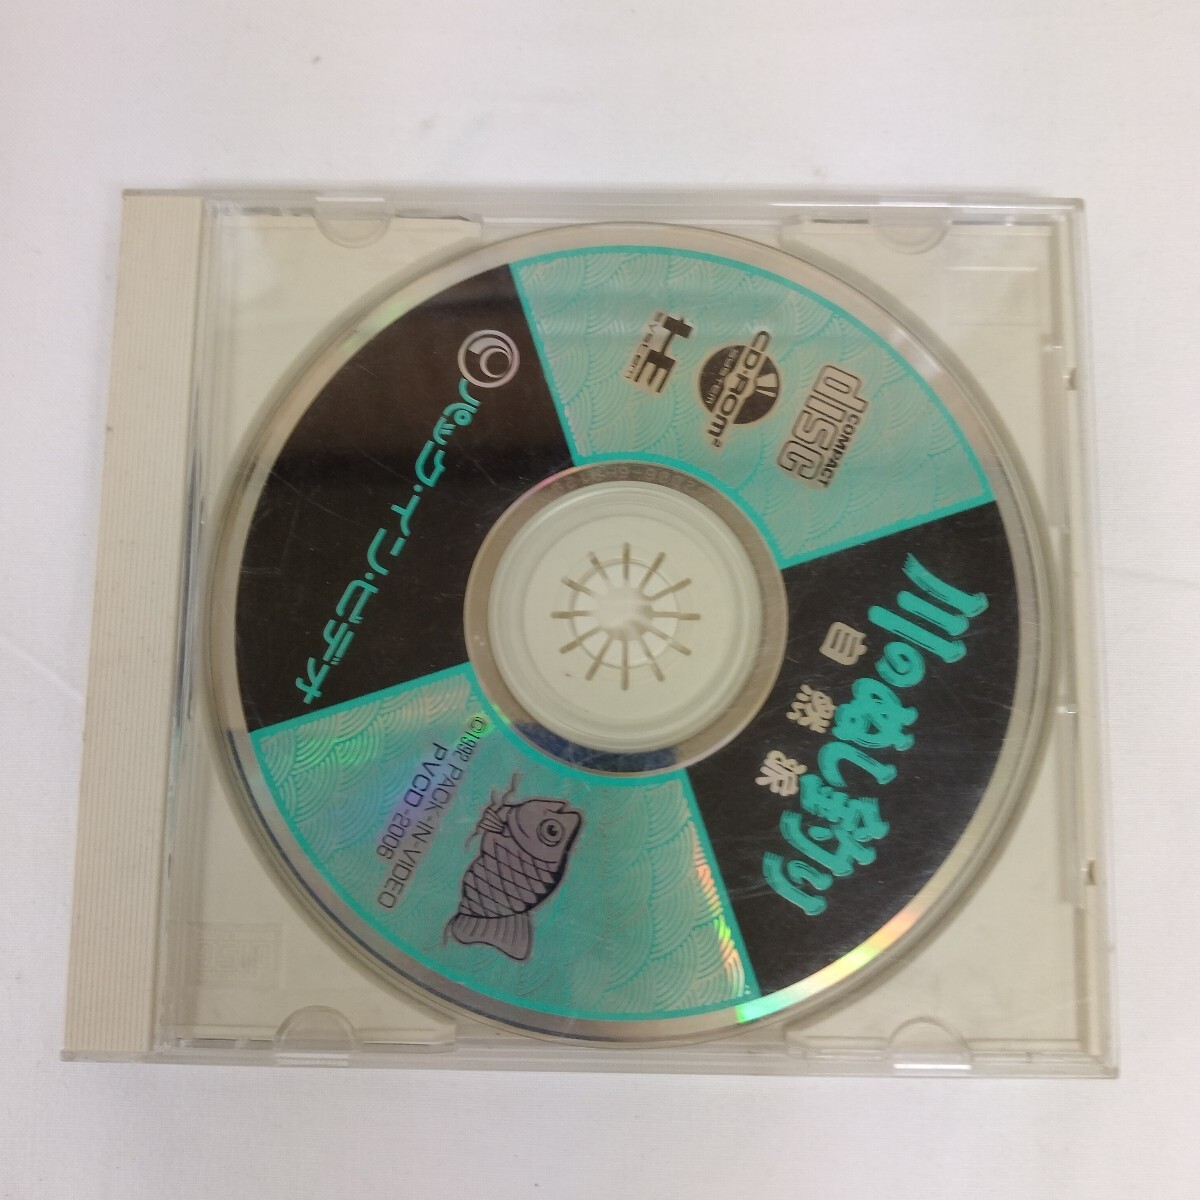 川のぬし釣り
自然派
COMPACT
disc
CD-ROM²
SYSTEM
HE
system
パック・イン・ビデオ
©1992 PACK-IN-VIDEO
PVCD-2006